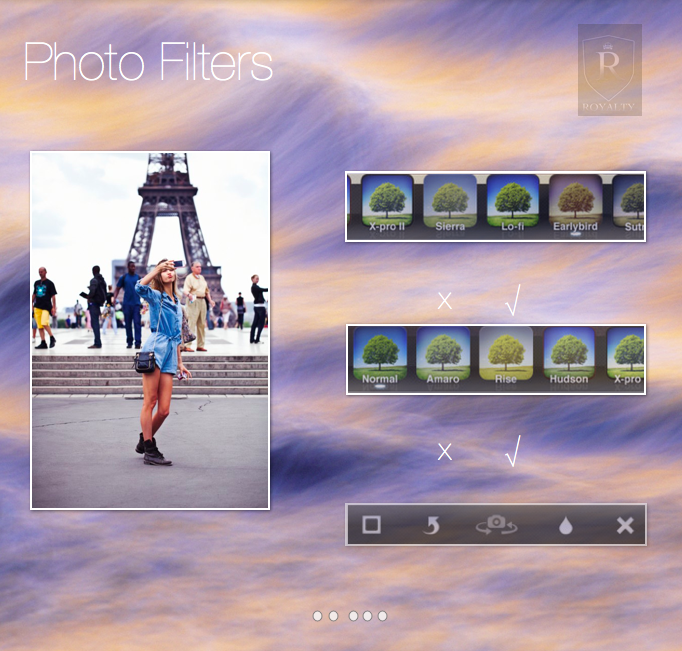 Photo Filters
R
ROYALTY
X-pro II Sierra Lo-fi Earlybird Sutr
x √
Normal Amaro Rise Hudson X-pro
x √